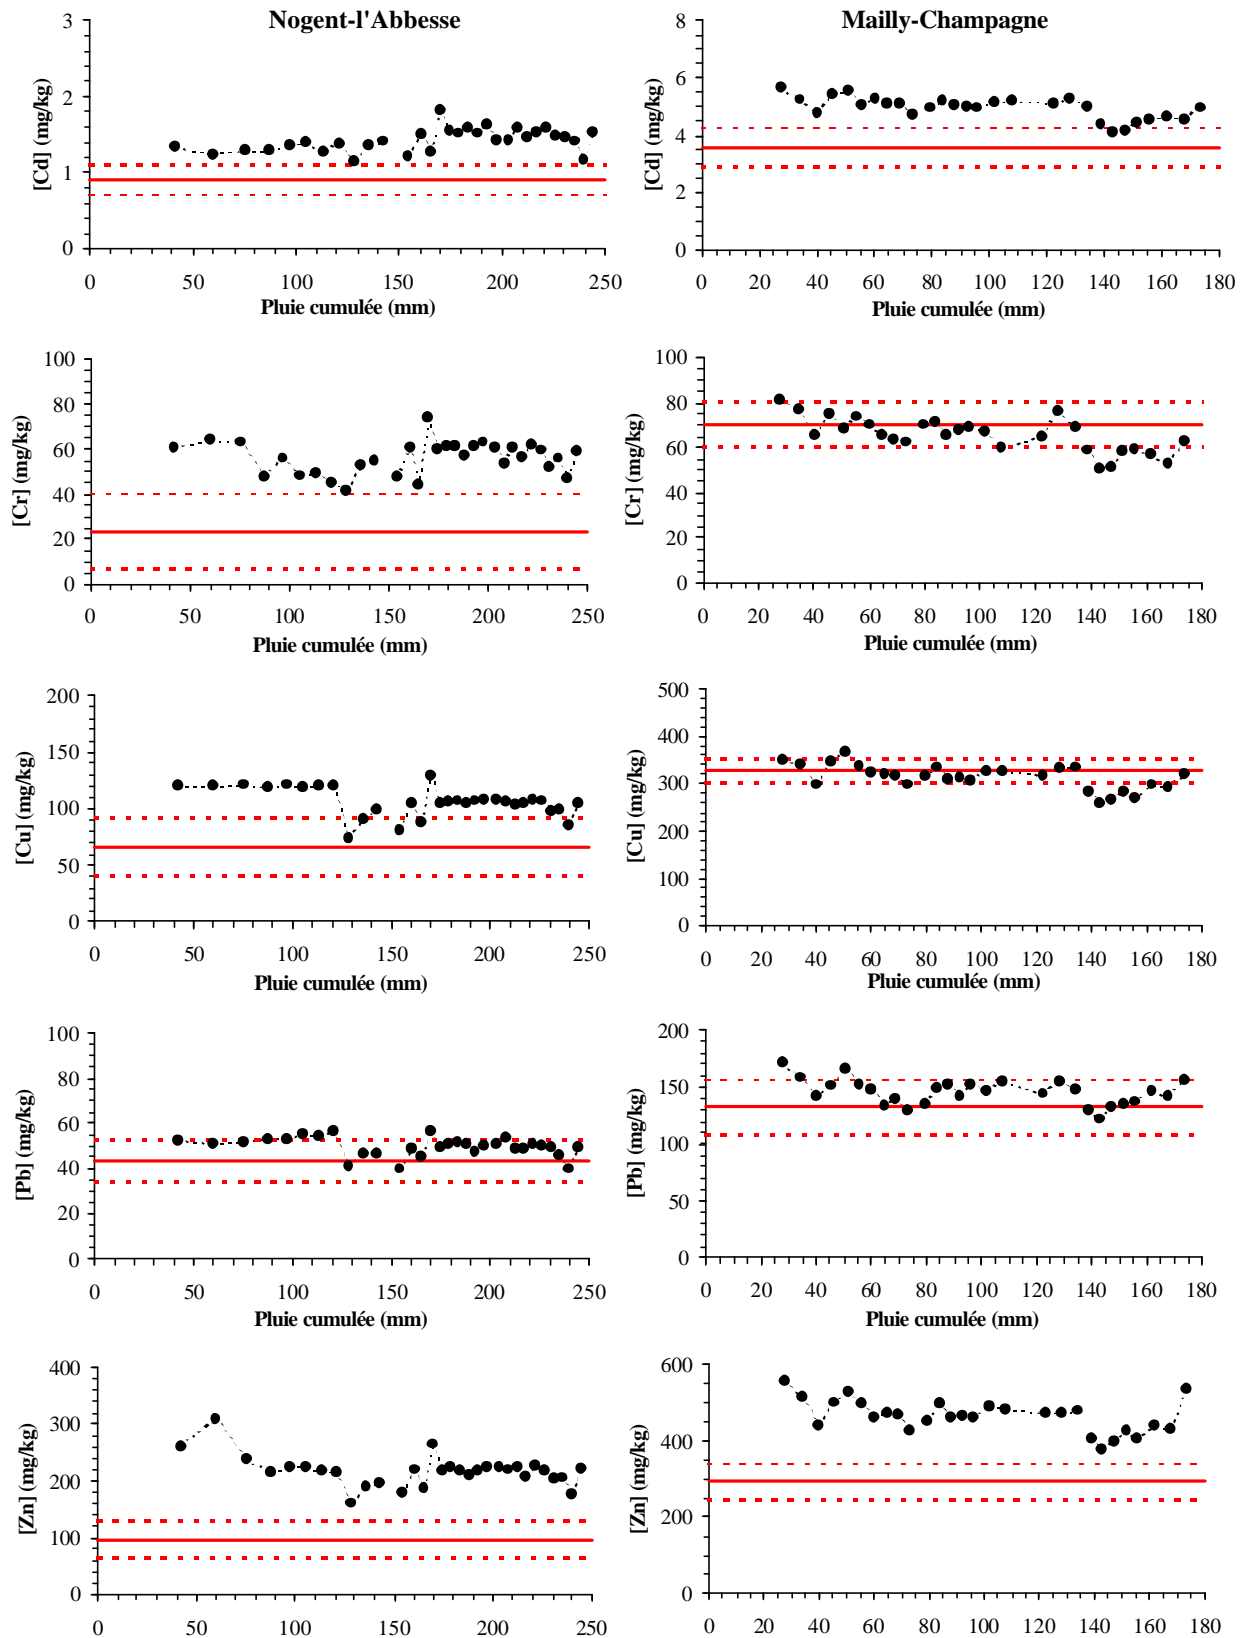 Nogent-l'Abbesse
Mailly-Champagne
3
2
1
0
[Cd] (mg/kg)
0 50 100 150 200 250
Pluie cumulée (mm)
8
6
4
2
0
[Cd] (mg/kg)
0 20 40 60 80 100 120 140 160 180
Pluie cumulée (mm)
100
80
60
40
20
0
[Cr] (mg/kg)
0 50 100 150 200 250
Pluie cumulée (mm)
100
80
60
40
20
0
[Cr] (mg/kg)
0 20 40 60 80 100 120 140 160 180
Pluie cumulée (mm)
200
150
100
50
0
[Cu] (mg/kg)
0 50 100 150 200 250
Pluie cumulée (mm)
500
400
300
200
100
0
[Cu] (mg/kg)
0 20 40 60 80 100 120 140 160 180
Pluie cumulée (mm)
100
80
60
40
20
0
[Pb] (mg/kg)
0 50 100 150 200 250
Pluie cumulée (mm)
200
150
100
50
0
[Pb] (mg/kg)
0 20 40 60 80 100 120 140 160 180
Pluie cumulée (mm)
400
300
200
100
0
[Zn] (mg/kg)
0 50 100 150 200 250
600
400
200
0
[Zn] (mg/kg)
0 20 40 60 80 100 120 140 160 180